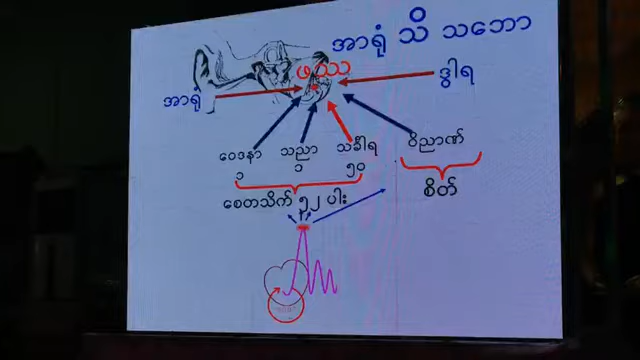 အာရုံ သိ သဘော
ဖဿ
အာရုံ
ဒွါရ
ဝေဒနာ သညာ သင်္ခါရ ဝိညာဏ်
၁ ၁ ၅၀
စေတသိက် ၅၂ ပါး
စိတ်